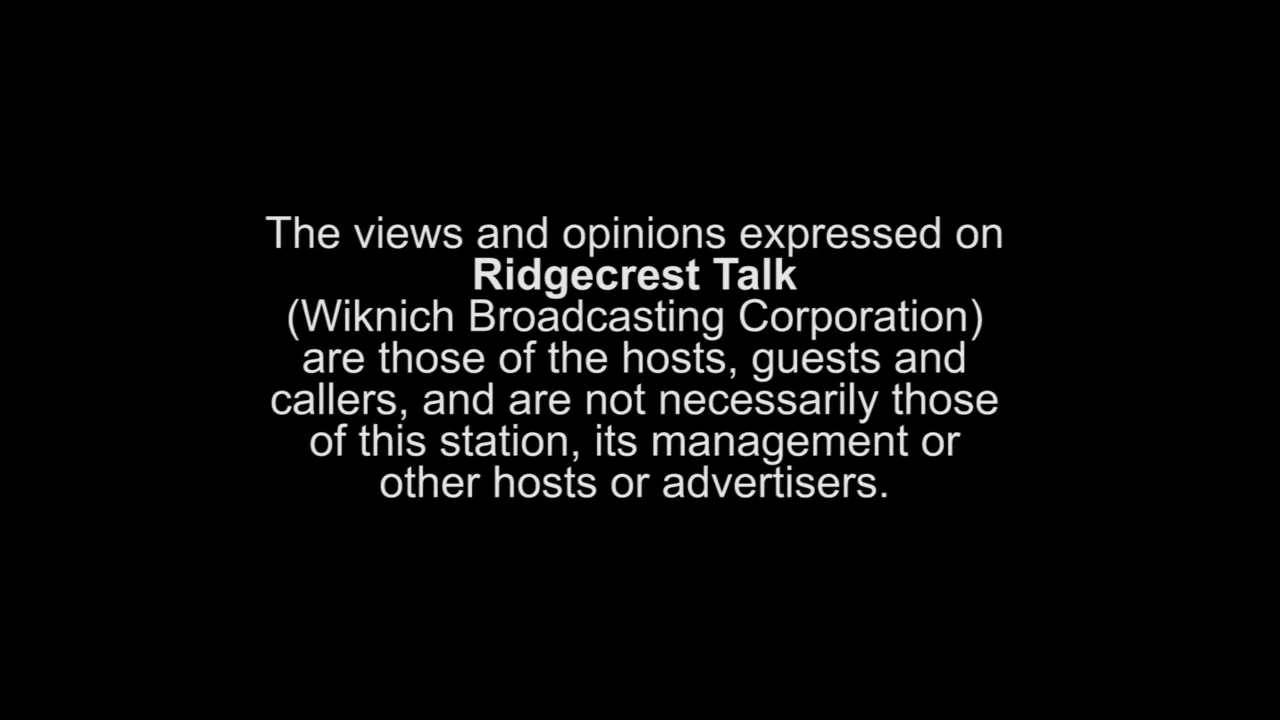 The views and opinions expressed on
Ridgecrest Talk
(Wiknich Broadcasting Corporation)
are those of the hosts, guests and
callers, and are not necessarily those
of this station, its management or
other hosts or advertisers.